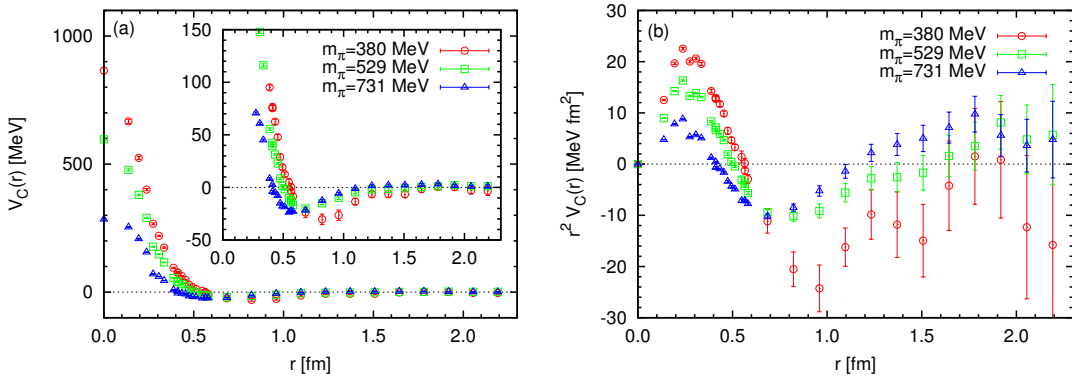 (a)
V_C(r) [MeV]
1000
500
0
0.0
0.5
1.0
1.5
2.0
r [fm]
150
100
50
0
-50
0.0
0.5
1.0
1.5
2.0
m_π=380 MeV
m_π=529 MeV
m_π=731 MeV
(b)
r² V_C(r) [MeV fm²]
30
20
10
0
-10
-20
-30
0.0
0.5
1.0
1.5
2.0
r [fm]
m_π=380 MeV
m_π=529 MeV
m_π=731 MeV